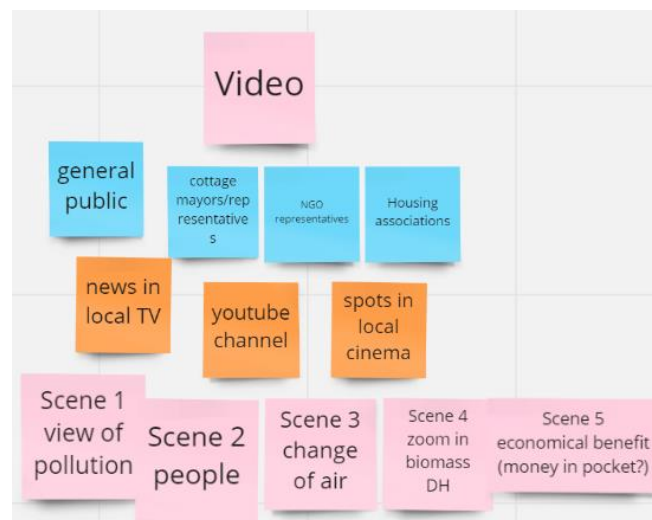 Video
general
public
cottage
mayors/rep
resentative
s
NGO
representatives
Housing
associations
news in
local TV
youtube
channel
spots in
local
cinema
Scene 1
view of
pollution
Scene 2
people
Scene 3
change
of air
Scene 4
zoom in
biomass
DH
Scene 5
economical benefit
(money in pocket?)